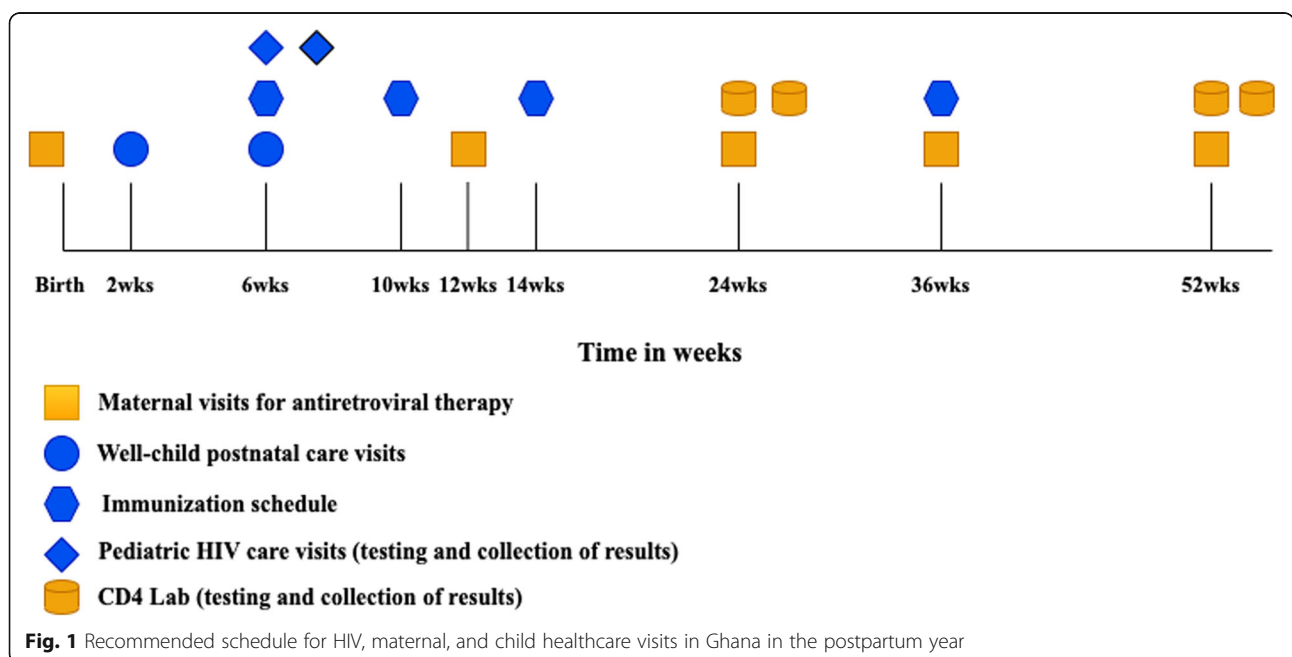 Birth 2wks 6wks 10wks 12wks 14wks 24wks 36wks 52wks
Time in weeks
Maternal visits for antiretroviral therapy
Well-child postnatal care visits
Immunization schedule
Pediatric HIV care visits (testing and collection of results)
CD4 Lab (testing and collection of results)
Fig. 1 Recommended schedule for HIV, maternal, and child healthcare visits in Ghana in the postpartum year